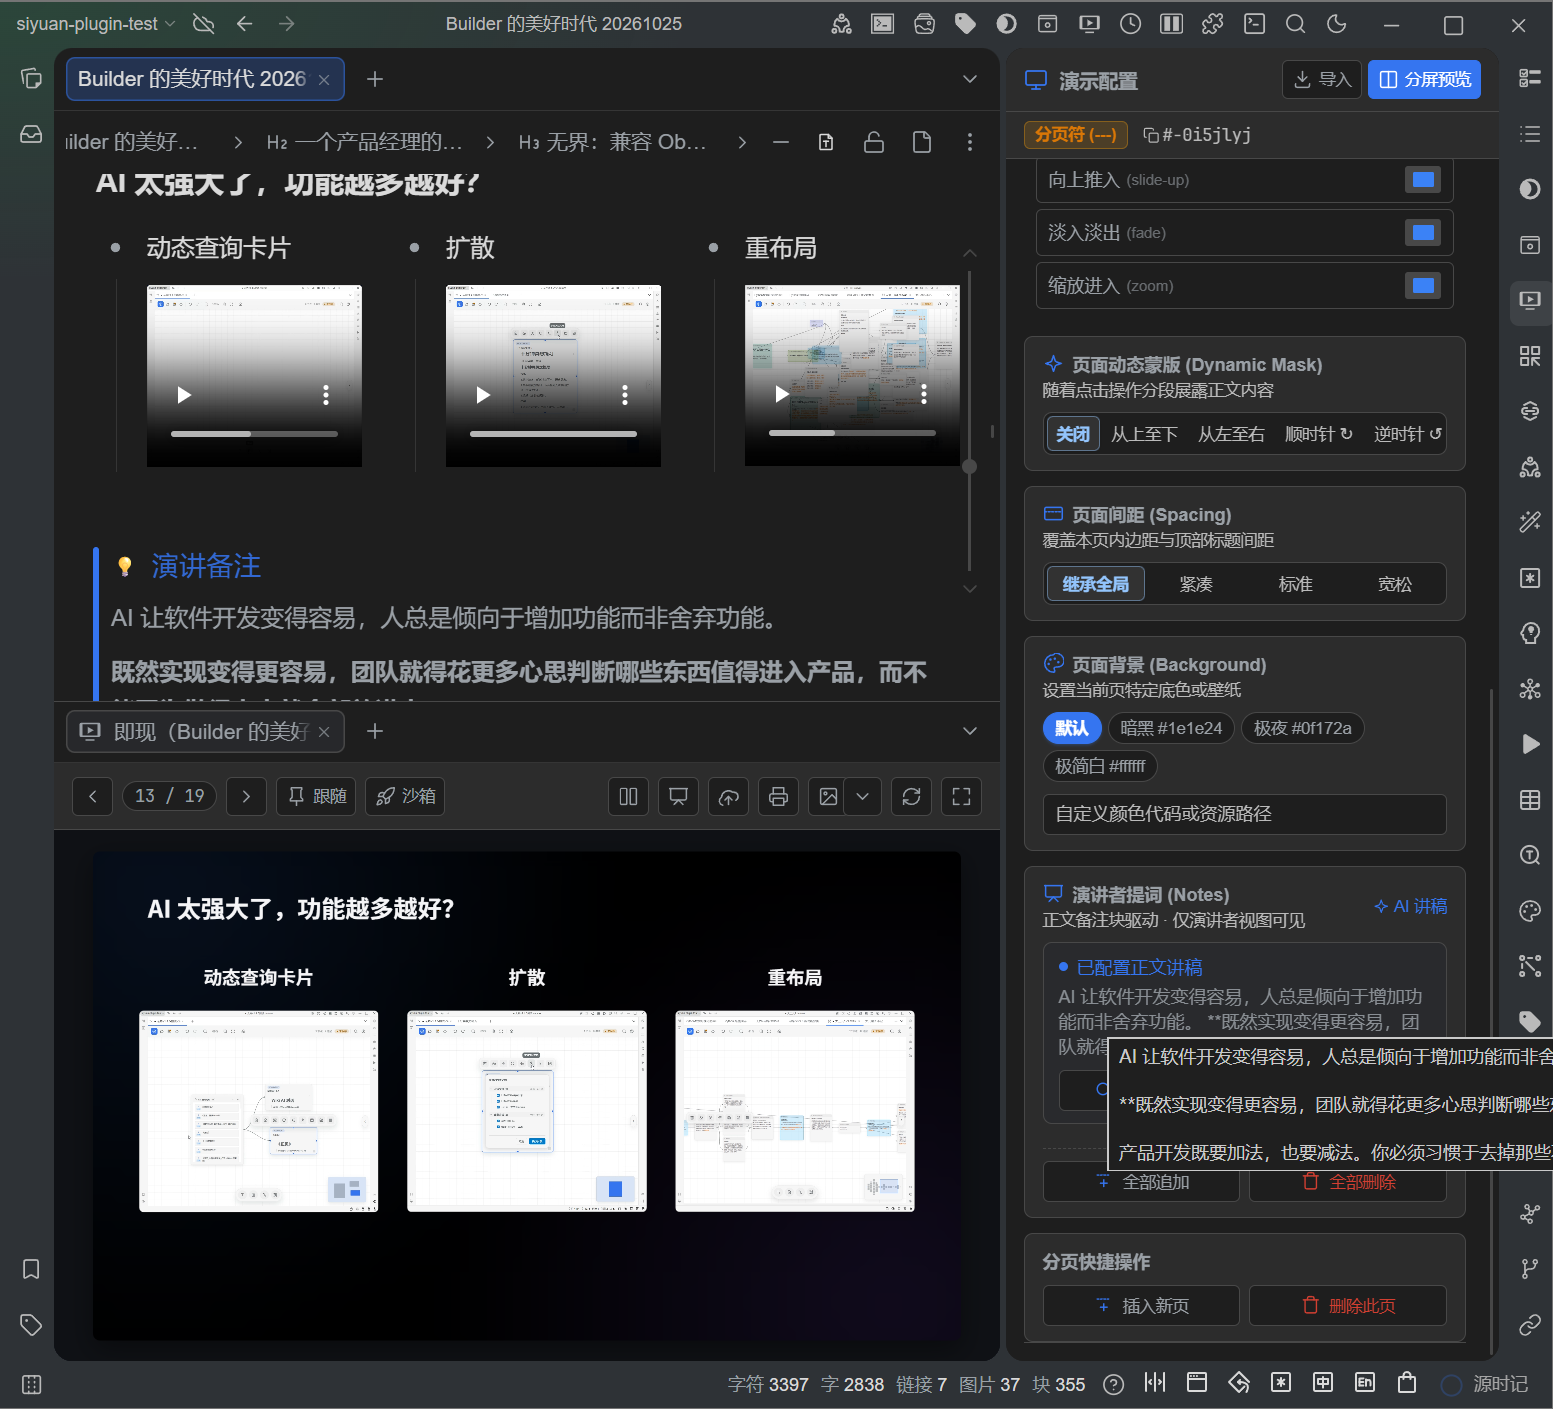 siyuan-plugin-test
Builder 的美好时代 20261025
Builder 的美好时代 2026
ilder 的美好…
H2 一个产品经理的…
H3 无界：兼容 Ob…
AI 太强大了，功能越多越好？
动态查询卡片
扩散
重布局
演讲备注
AI 让软件开发变得容易，人总是倾向于增加功能而非舍弃功能。
既然实现变得更容易，团队就得花更多心思判断哪些东西值得进入产品，而不
即现（Builder 的美好
13 / 19
跟随
沙箱
AI 太强大了，功能越多越好？
动态查询卡片
扩散
重布局
演示配置
导入
分屏预览
分页符 (---)
#-0i5jlyj
向上推入 (slide-up)
淡入淡出 (fade)
缩放进入 (zoom)
页面动态蒙版 (Dynamic Mask)
随着点击操作分段展露正文内容
关闭 从上至下 从左至右 顺时针 ↻ 逆时针 ↺
页面间距 (Spacing)
覆盖本页内边距与顶部标题间距
继承全局 紧凑 标准 宽松
页面背景 (Background)
设置当前页特定底色或壁纸
默认 暗黑 #1e1e24 极夜 #0f172a
极简白 #ffffff
自定义颜色代码或资源路径
演讲者提词 (Notes)
AI 讲稿
正文备注块驱动 · 仅演讲者视图可见
已配置正文讲稿
AI 让软件开发变得容易，人总是倾向于增加功
能而非舍弃功能。 **既然实现变得更容易，团
队就得
AI 让软件开发变得容易，人总是倾向于增加功能而非舍
**既然实现变得更容易，团队就得花更多心思判断哪些
产品开发既要加法，也要减法。你必须习惯于去掉那些
全部追加
全部删除
分页快捷操作
插入新页
删除此页
字符 3397 字 2838 链接 7 图片 37 块 355
中
En
源时记